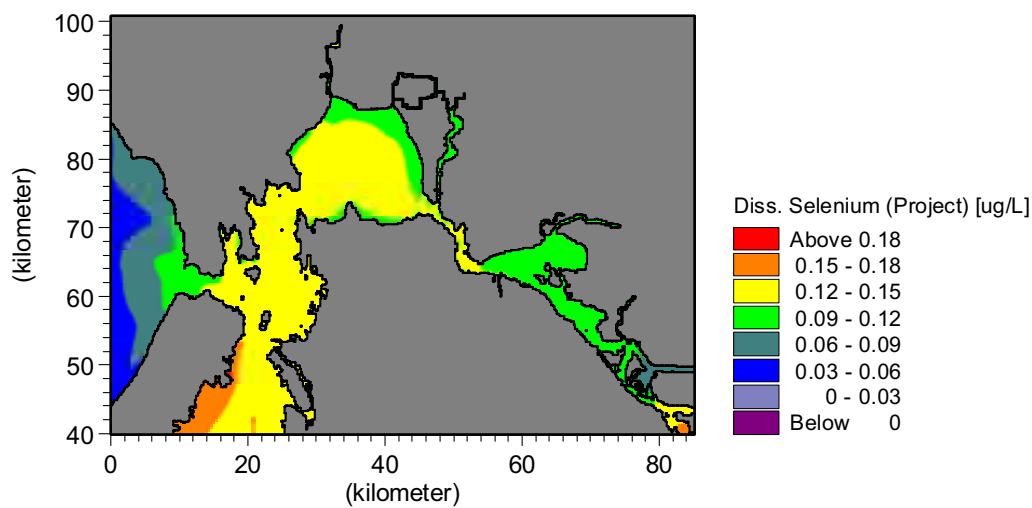 100
90
80
70
60
50
40
(kilometer)
0 20 40 60 80
(kilometer)
Diss. Selenium (Project) [ug/L]
Above 0.18
0.15 - 0.18
0.12 - 0.15
0.09 - 0.12
0.06 - 0.09
0.03 - 0.06
0 - 0.03
Below 0